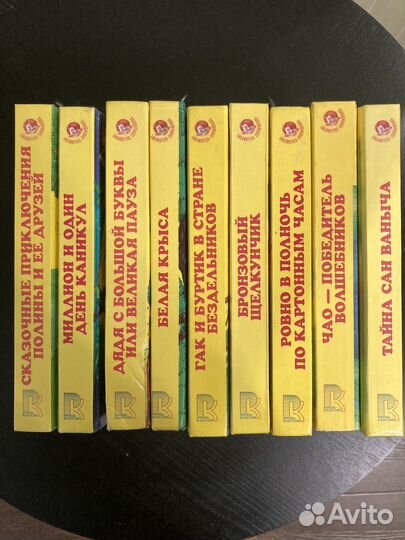 СКАЗОЧНЫЕ ПРИКЛЮЧЕНИЯ
ПОЛИНЫ И ЕЕ ДРУЗЕЙ
МИЛЛИОН И ОДИН
ДЕНЬ КАНИКУЛ
ДЯДЯ С БОЛЬШОЙ БУКВЫ
ИЛИ ВЕЛИКАЯ ПАУЗА
БЕЛАЯ КРЫСА
ГАК И БУРТИК В СТРАНЕ
БЕЗДЕЛЬНИКОВ
БРОНЗОВЫЙ
ЩЕЛКУНЧИК
РОВНО В ПОЛНОЧЬ
ПО КАРТОННЫМ ЧАСАМ
ЧАО — ПОБЕДИТЕЛЬ
ВОЛШЕБНИКОВ
ТАЙНА САН ВАНЫЧА
Avito